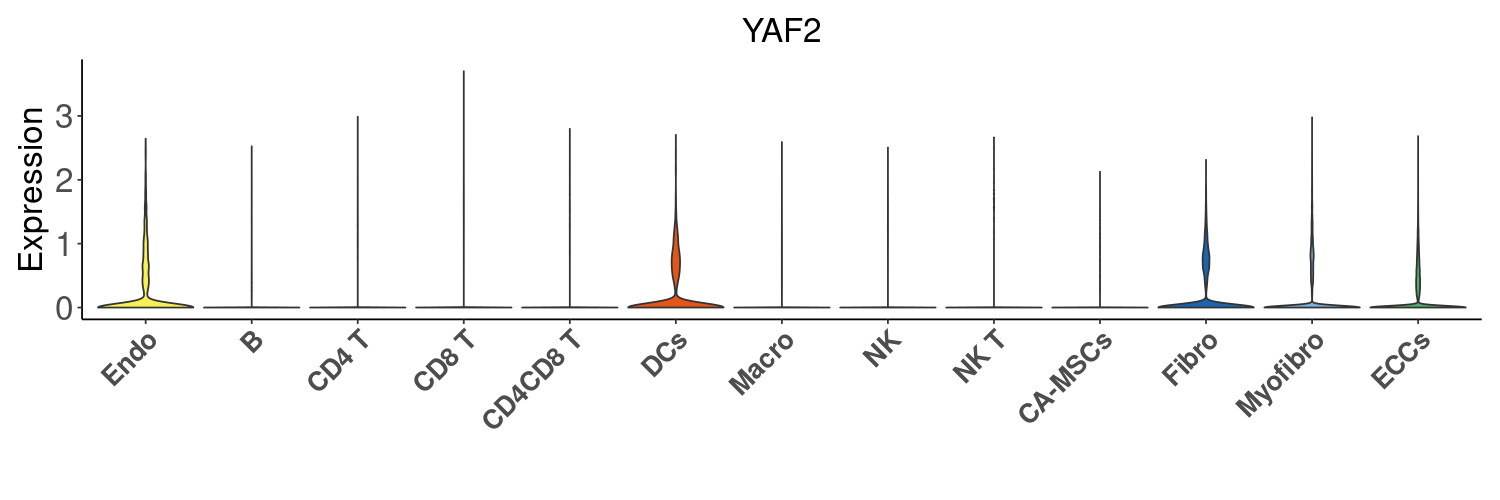 YAF2
Expression
3
2
1
0
Endo
B
CD4 T
CD8 T
CD4CD8 T
DCs
Macro
NK
NK T
CA-MSCs
Fibro
Myofibro
ECCs